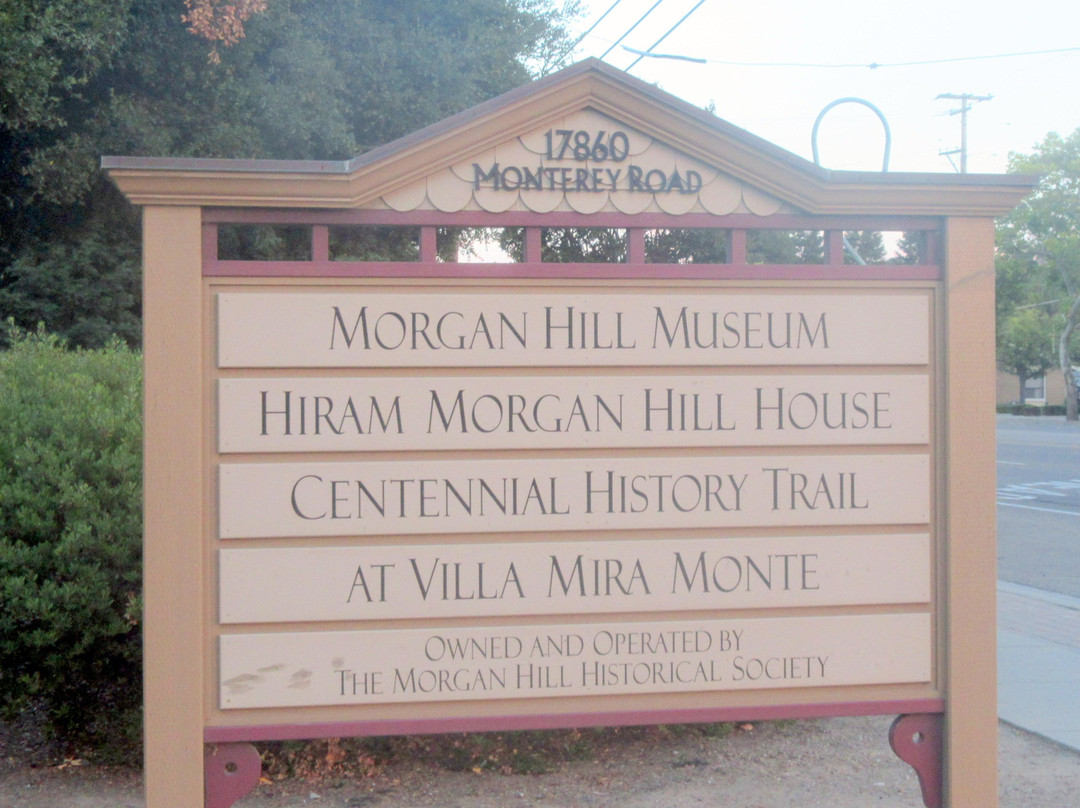 17860
MONTEREY ROAD
MORGAN HILL MUSEUM
HIRAM MORGAN HILL HOUSE
CENTENNIAL HISTORY TRAIL
AT VILLA MIRA MONTE
OWNED AND OPERATED BY
THE MORGAN HILL HISTORICAL SOCIETY